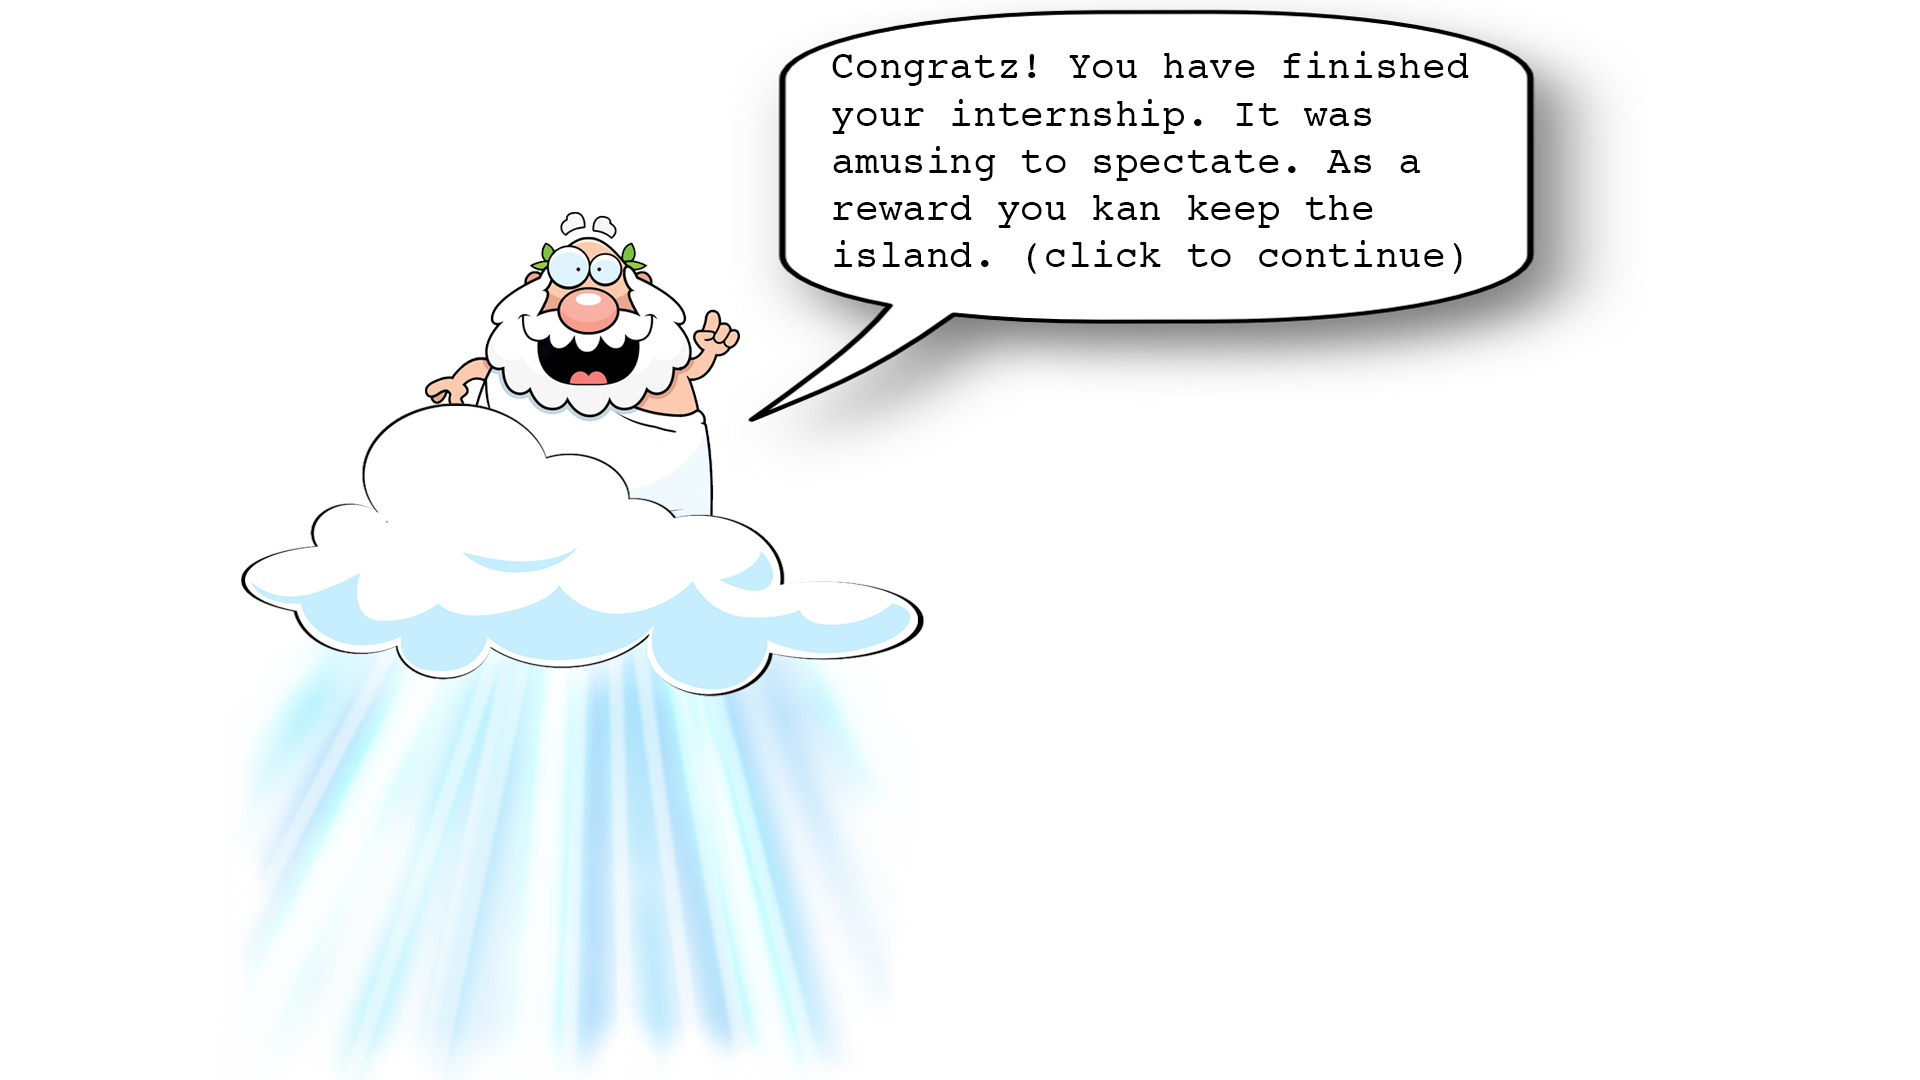 Congratz! You have finished
your internship. It was
amusing to spectate. As a
reward you kan keep the
island. (click to continue)